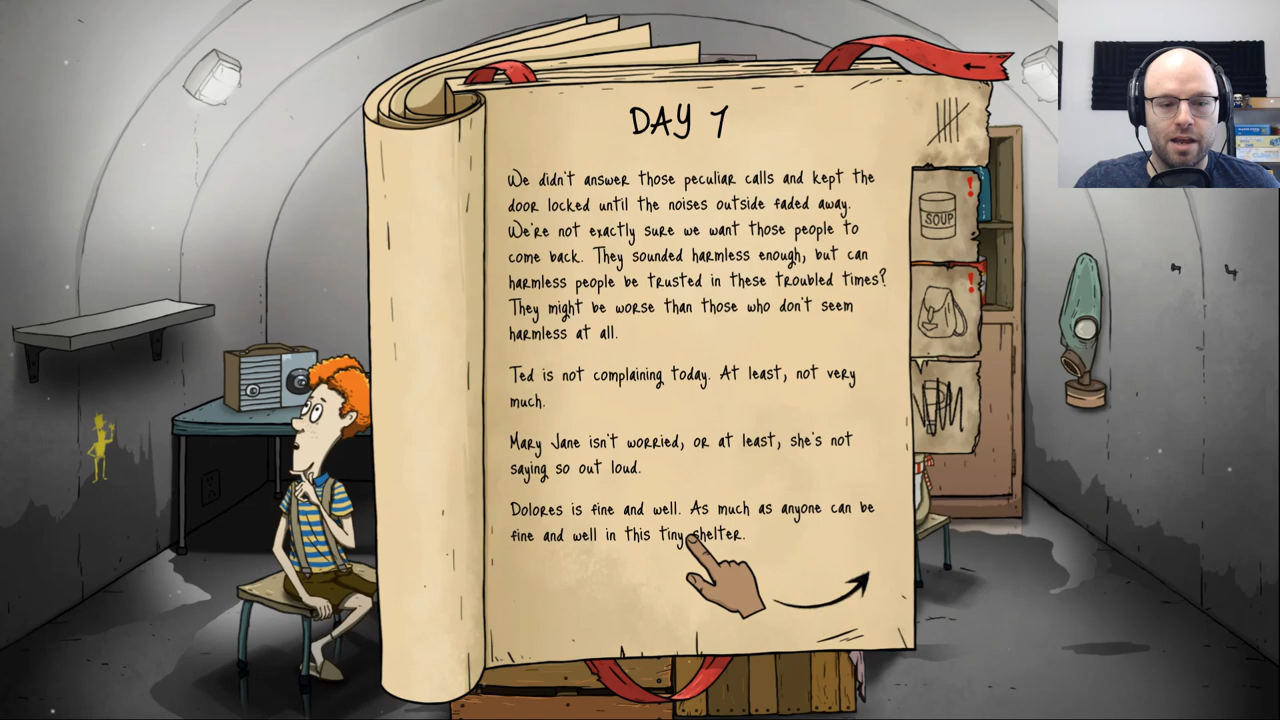 DAY 7
We didn't answer those peculiar calls and kept the
door locked until the noises outside faded away.
We're not exactly sure we want those people to
come back. They sounded harmless enough, but can
harmless people be trusted in these troubled times?
They might be worse than those who don't seem
harmless at all.
Ted is not complaining today. At least, not very
much.
Mary Jane isn't worried, or at least, she's not
saying so out loud.
Dolores is fine and well. As much as anyone can be
fine and well in this tiny shelter.
!
SOUP
!